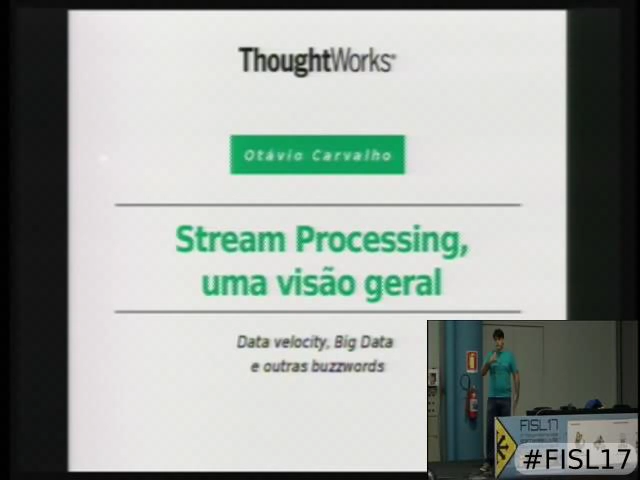 ThoughtWorks®
Otávio Carvalho
Stream Processing,
uma visão geral
Data velocity, Big Data
e outras buzzwords
FISL17
#FISL17